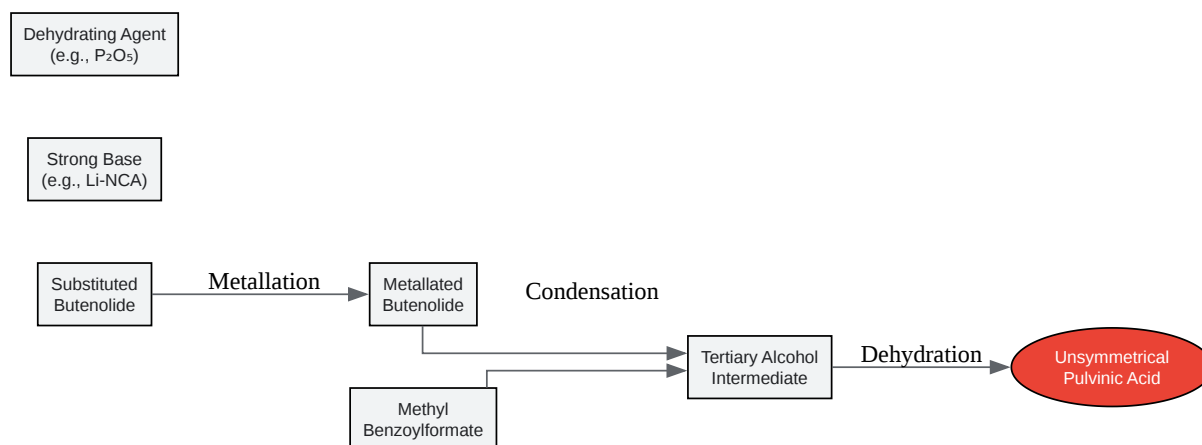 Dehydrating Agent
(e.g., P₂O₅)
Strong Base
(e.g., Li-NCA)
Substituted
Butenolide
Metallation
Metallated
Butenolide
Condensation
Methyl
Benzoylformate
Tertiary Alcohol
Intermediate
Dehydration
Unsymmetrical
Pulvinic Acid